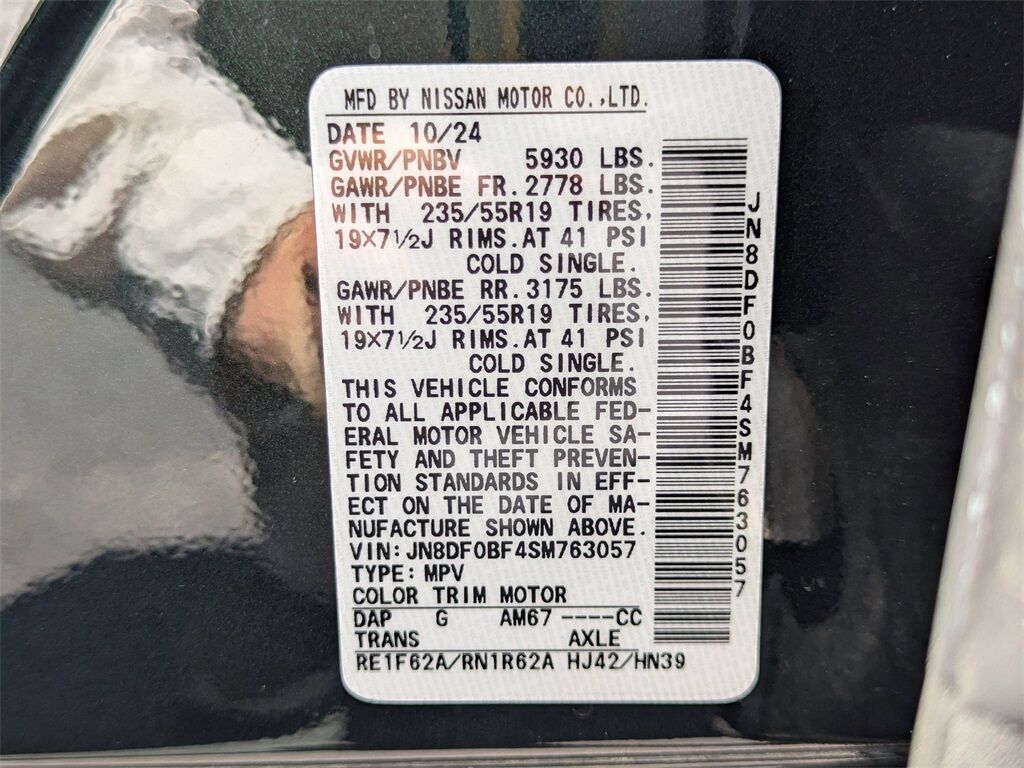 MFD BY NISSAN MOTOR CO.,LTD.
DATE 10/24
GVWR/PNBV 5930 LBS.
GAWR/PNBE FR. 2778 LBS.
WITH 235/55R19 TIRES,
19×7½J RIMS. AT 41 PSI
COLD SINGLE.
GAWR/PNBE RR. 3175 LBS.
WITH 235/55R19 TIRES,
19×7½J RIMS. AT 41 PSI
COLD SINGLE.
THIS VEHICLE CONFORMS
TO ALL APPLICABLE FED-
ERAL MOTOR VEHICLE SA-
FETY AND THEFT PREVEN-
TION STANDARDS IN EFF-
ECT ON THE DATE OF MA-
NUFACTURE SHOWN ABOVE.
VIN: JN8DF0BF4SM763057
TYPE: MPV
COLOR TRIM MOTOR
DAP G AM67 ----CC
TRANS AXLE
RE1F62A/RN1R62A HJ42/HN39
JN8DF0BF4SM763057